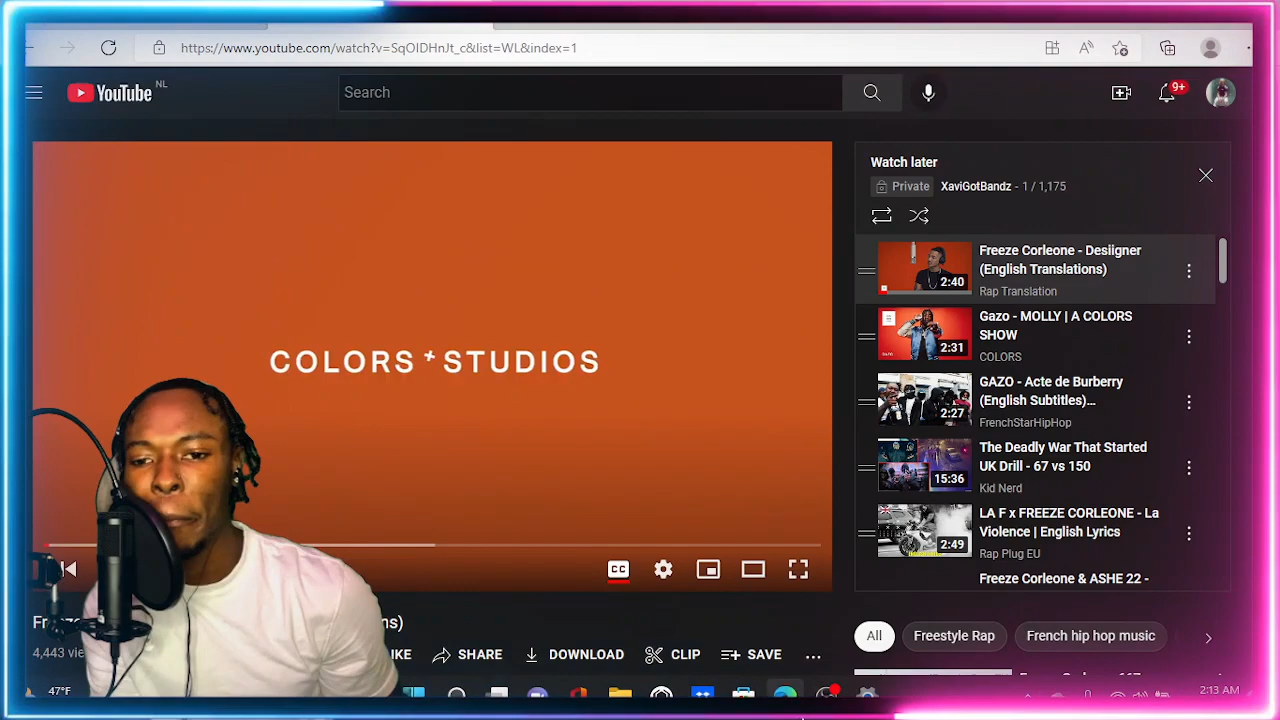 https://www.youtube.com/watch?v=SqOIDHnJt_c&list=WL&index=1
YouTube NL
Search
9+
COLORS + STUDIOS
CC
4,443
SHARE
DOWNLOAD
CLIP
SAVE
Watch later
Private XaviGotBandz - 1 / 1,175
Freeze Corleone - Desiigner
(English Translations)
Rap Translation
2:40
Gazo - MOLLY | A COLORS
SHOW
COLORS
2:31
GAZO - Acte de Burberry
(English Subtitles)...
FrenchStarHipHop
2:27
The Deadly War That Started
UK Drill - 67 vs 150
Kid Nerd
15:36
LA F x FREEZE CORLEONE - La
Violence | English Lyrics
Rap Plug EU
2:49
Freeze Corleone & ASHE 22 -
All
Freestyle Rap
French hip hop music
47°F
2:13 AM